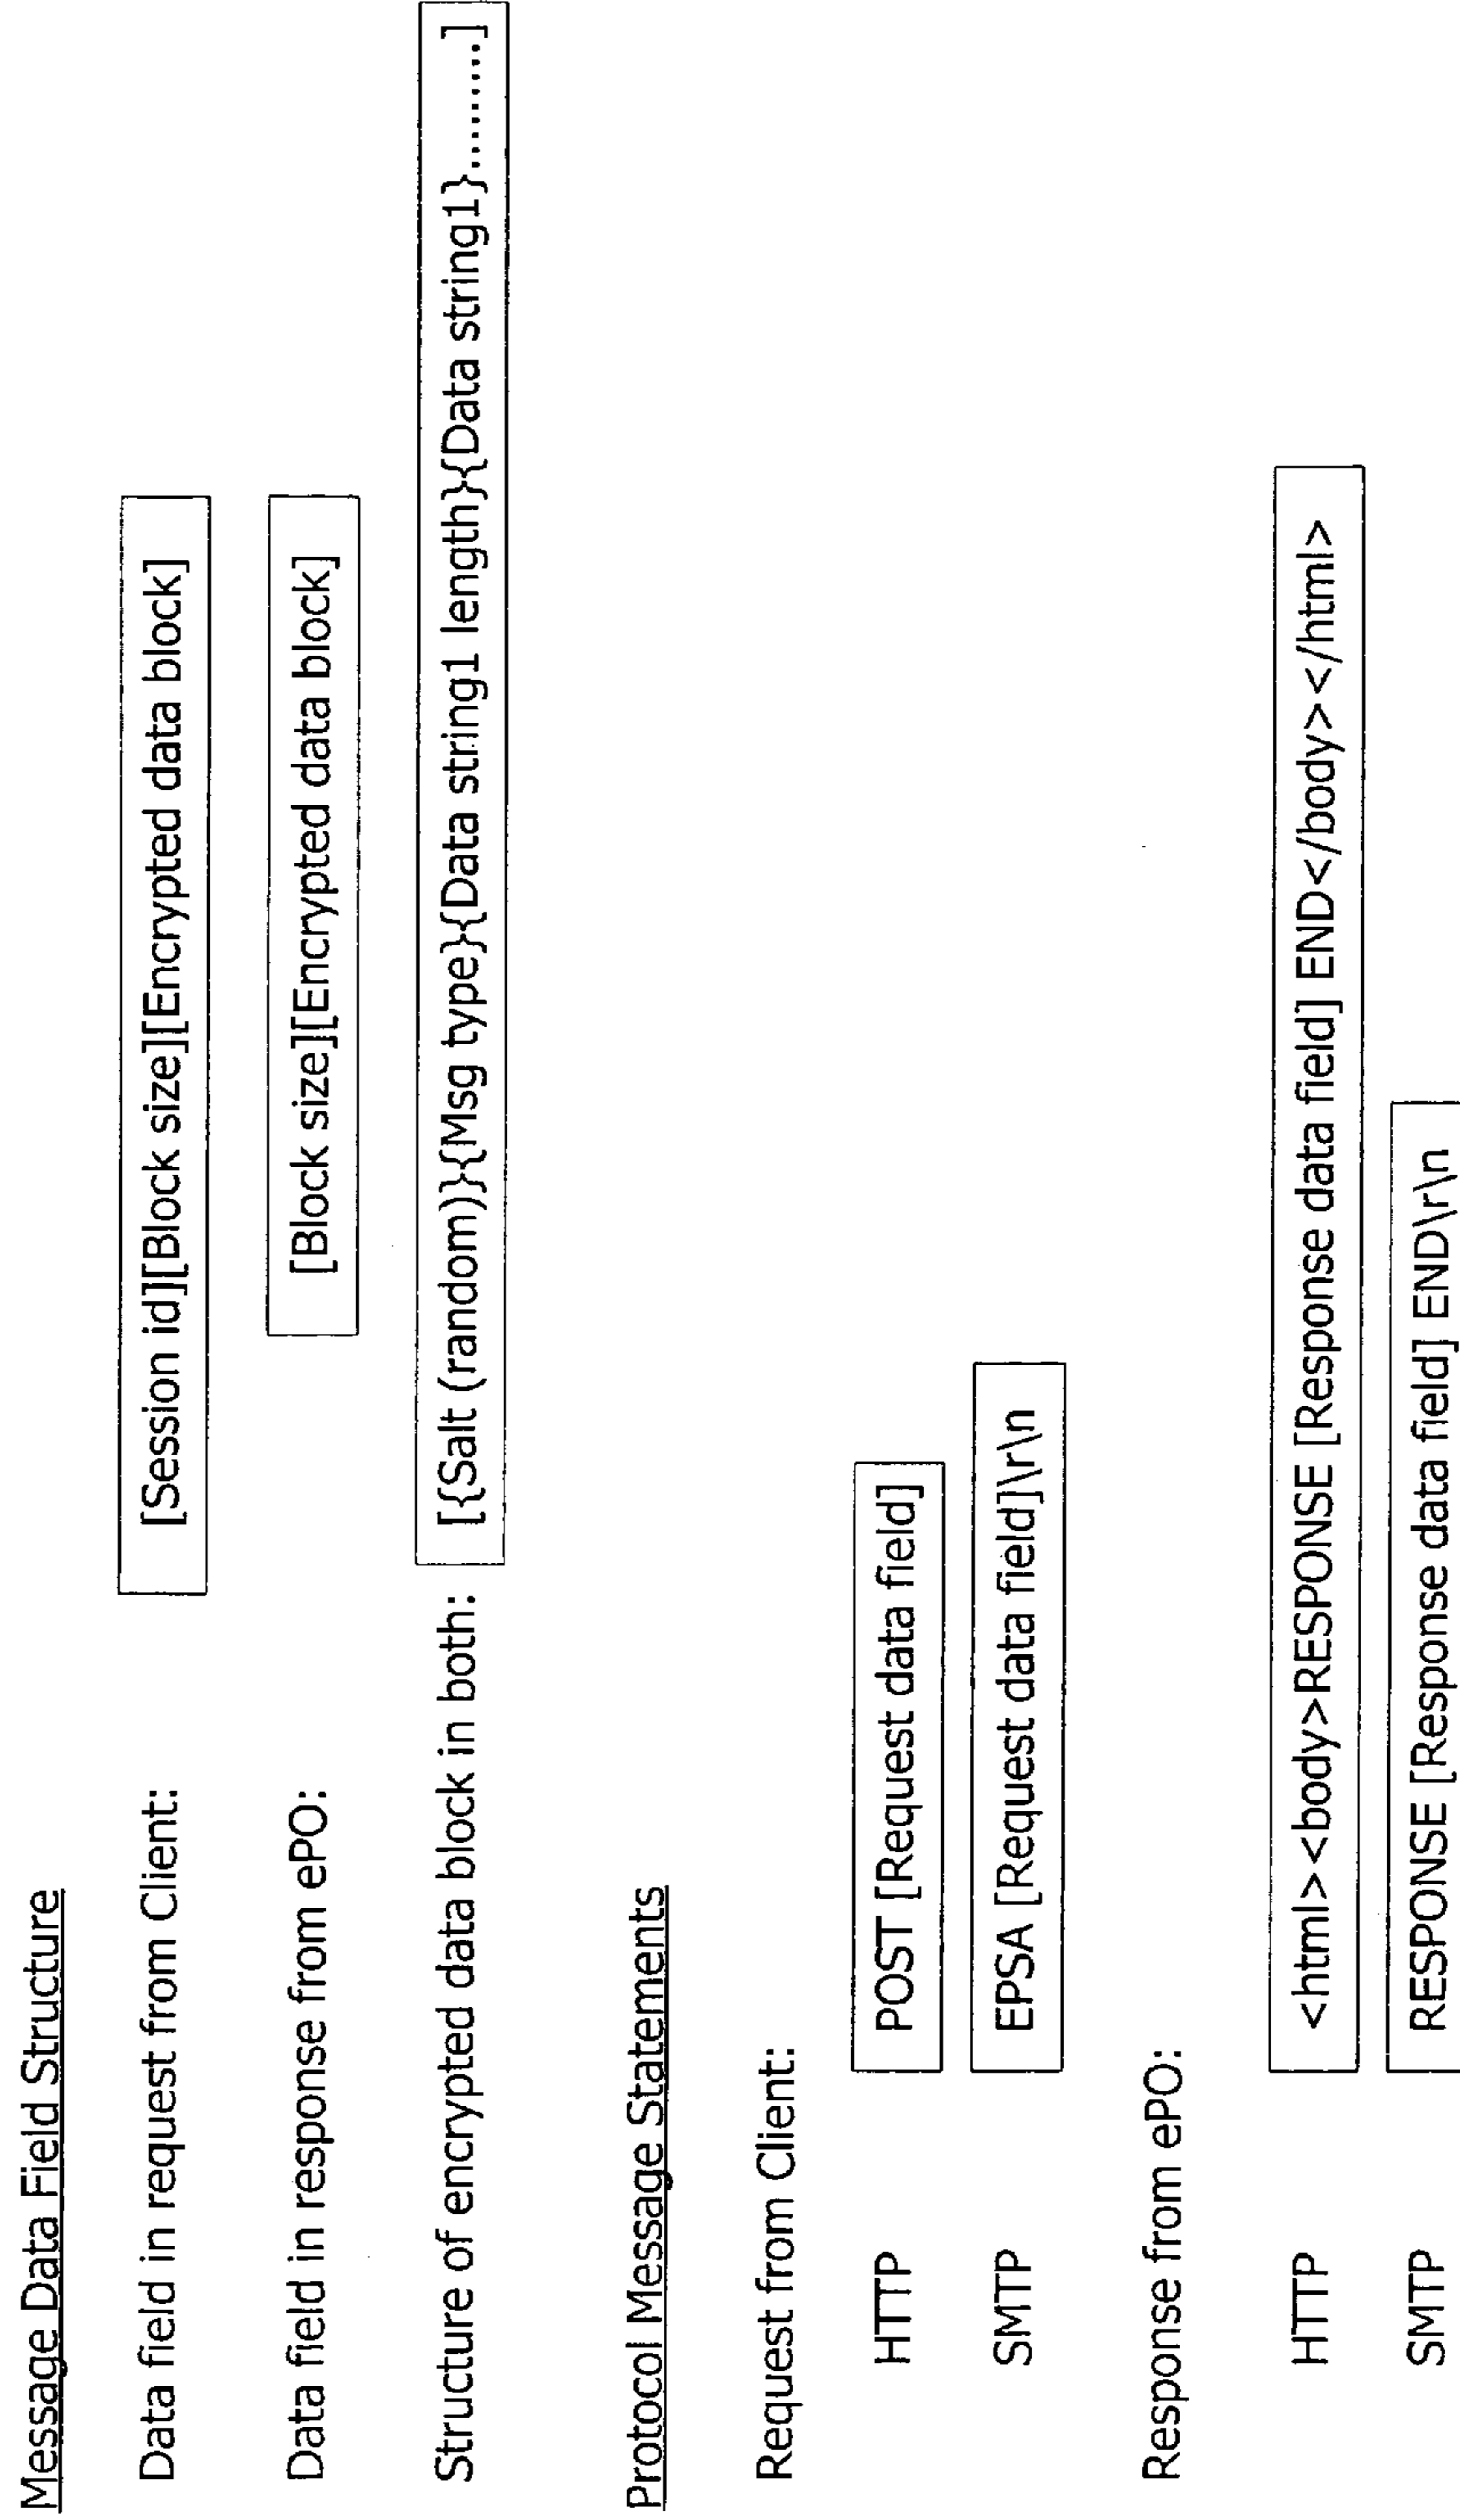 Message Data Field Structure
Data field in request from Client: [Session id][Block size][Encrypted data block]
Data field in response from ePO: [Block size][Encrypted data block]
Structure of encrypted data block in both: [{Salt (random)}{Msg type}{Data string1 length}{Data string1}........]
Protocol Message Statements
Request from Client:
HTTP POST [Request data field]
SMTP EPSA [Request data field]\r\n
Response from ePO:
HTTP <html><body>RESPONSE [Response data field] END</body></html>
SMTP RESPONSE [Response data field] END\r\n